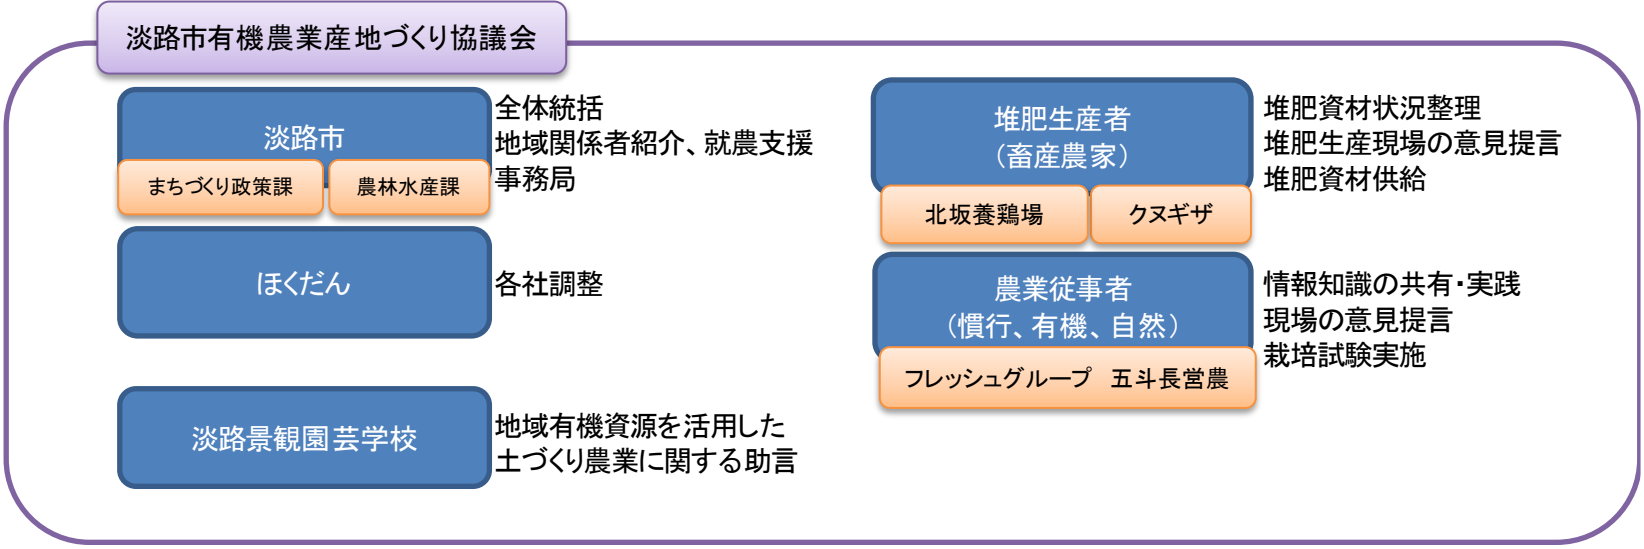 淡路市有機農業産地づくり協議会
淡路市
まちづくり政策課
農林水産課
全体統括
地域関係者紹介、就農支援
事務局
ほくだん
各社調整
淡路景観園芸学校
地域有機資源を活用した
土づくり農業に関する助言
堆肥生産者
（畜産農家）
北坂養鶏場
クヌギザ
堆肥資材状況整理
堆肥生産現場の意見提言
堆肥資材供給
農業従事者
（慣行、有機、自然）
フレッシュグループ　五斗長営農
情報知識の共有・実践
現場の意見提言
栽培試験実施